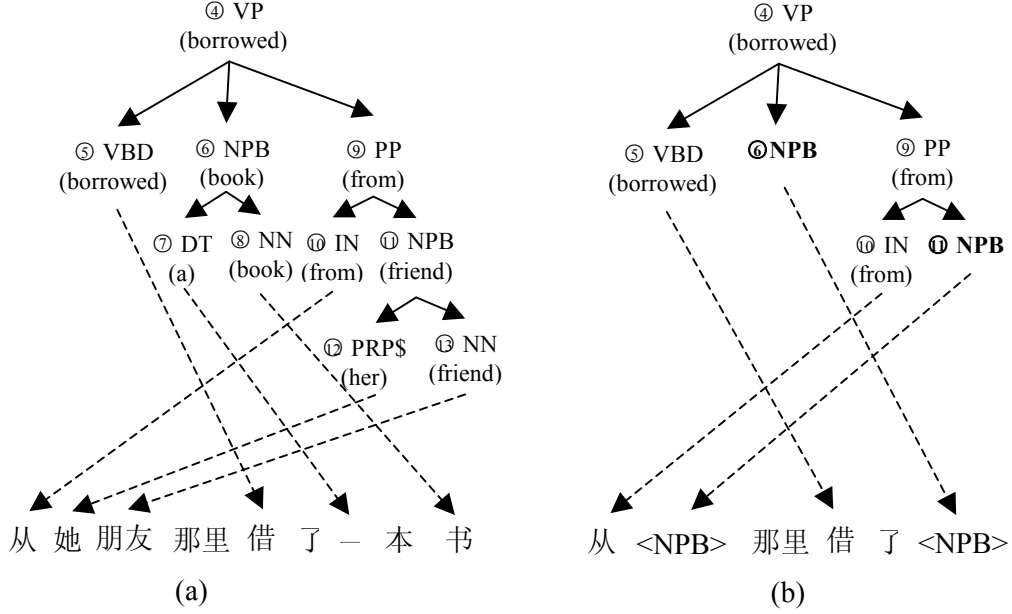 ④ VP
(borrowed)
⑤ VBD
(borrowed)
⑥ NPB
(book)
⑨ PP
(from)
⑦ DT
(a)
⑧ NN
(book)
⑩ IN
(from)
⑪ NPB
(friend)
⑫ PRP$
(her)
⑬ NN
(friend)
从 她 朋友 那里 借 了 一 本 书
(a)
④ VP
(borrowed)
⑤ VBD
(borrowed)
⑥ NPB
⑨ PP
(from)
⑩ IN
(from)
⑪ NPB
从 <NPB> 那里 借 了 <NPB>
(b)